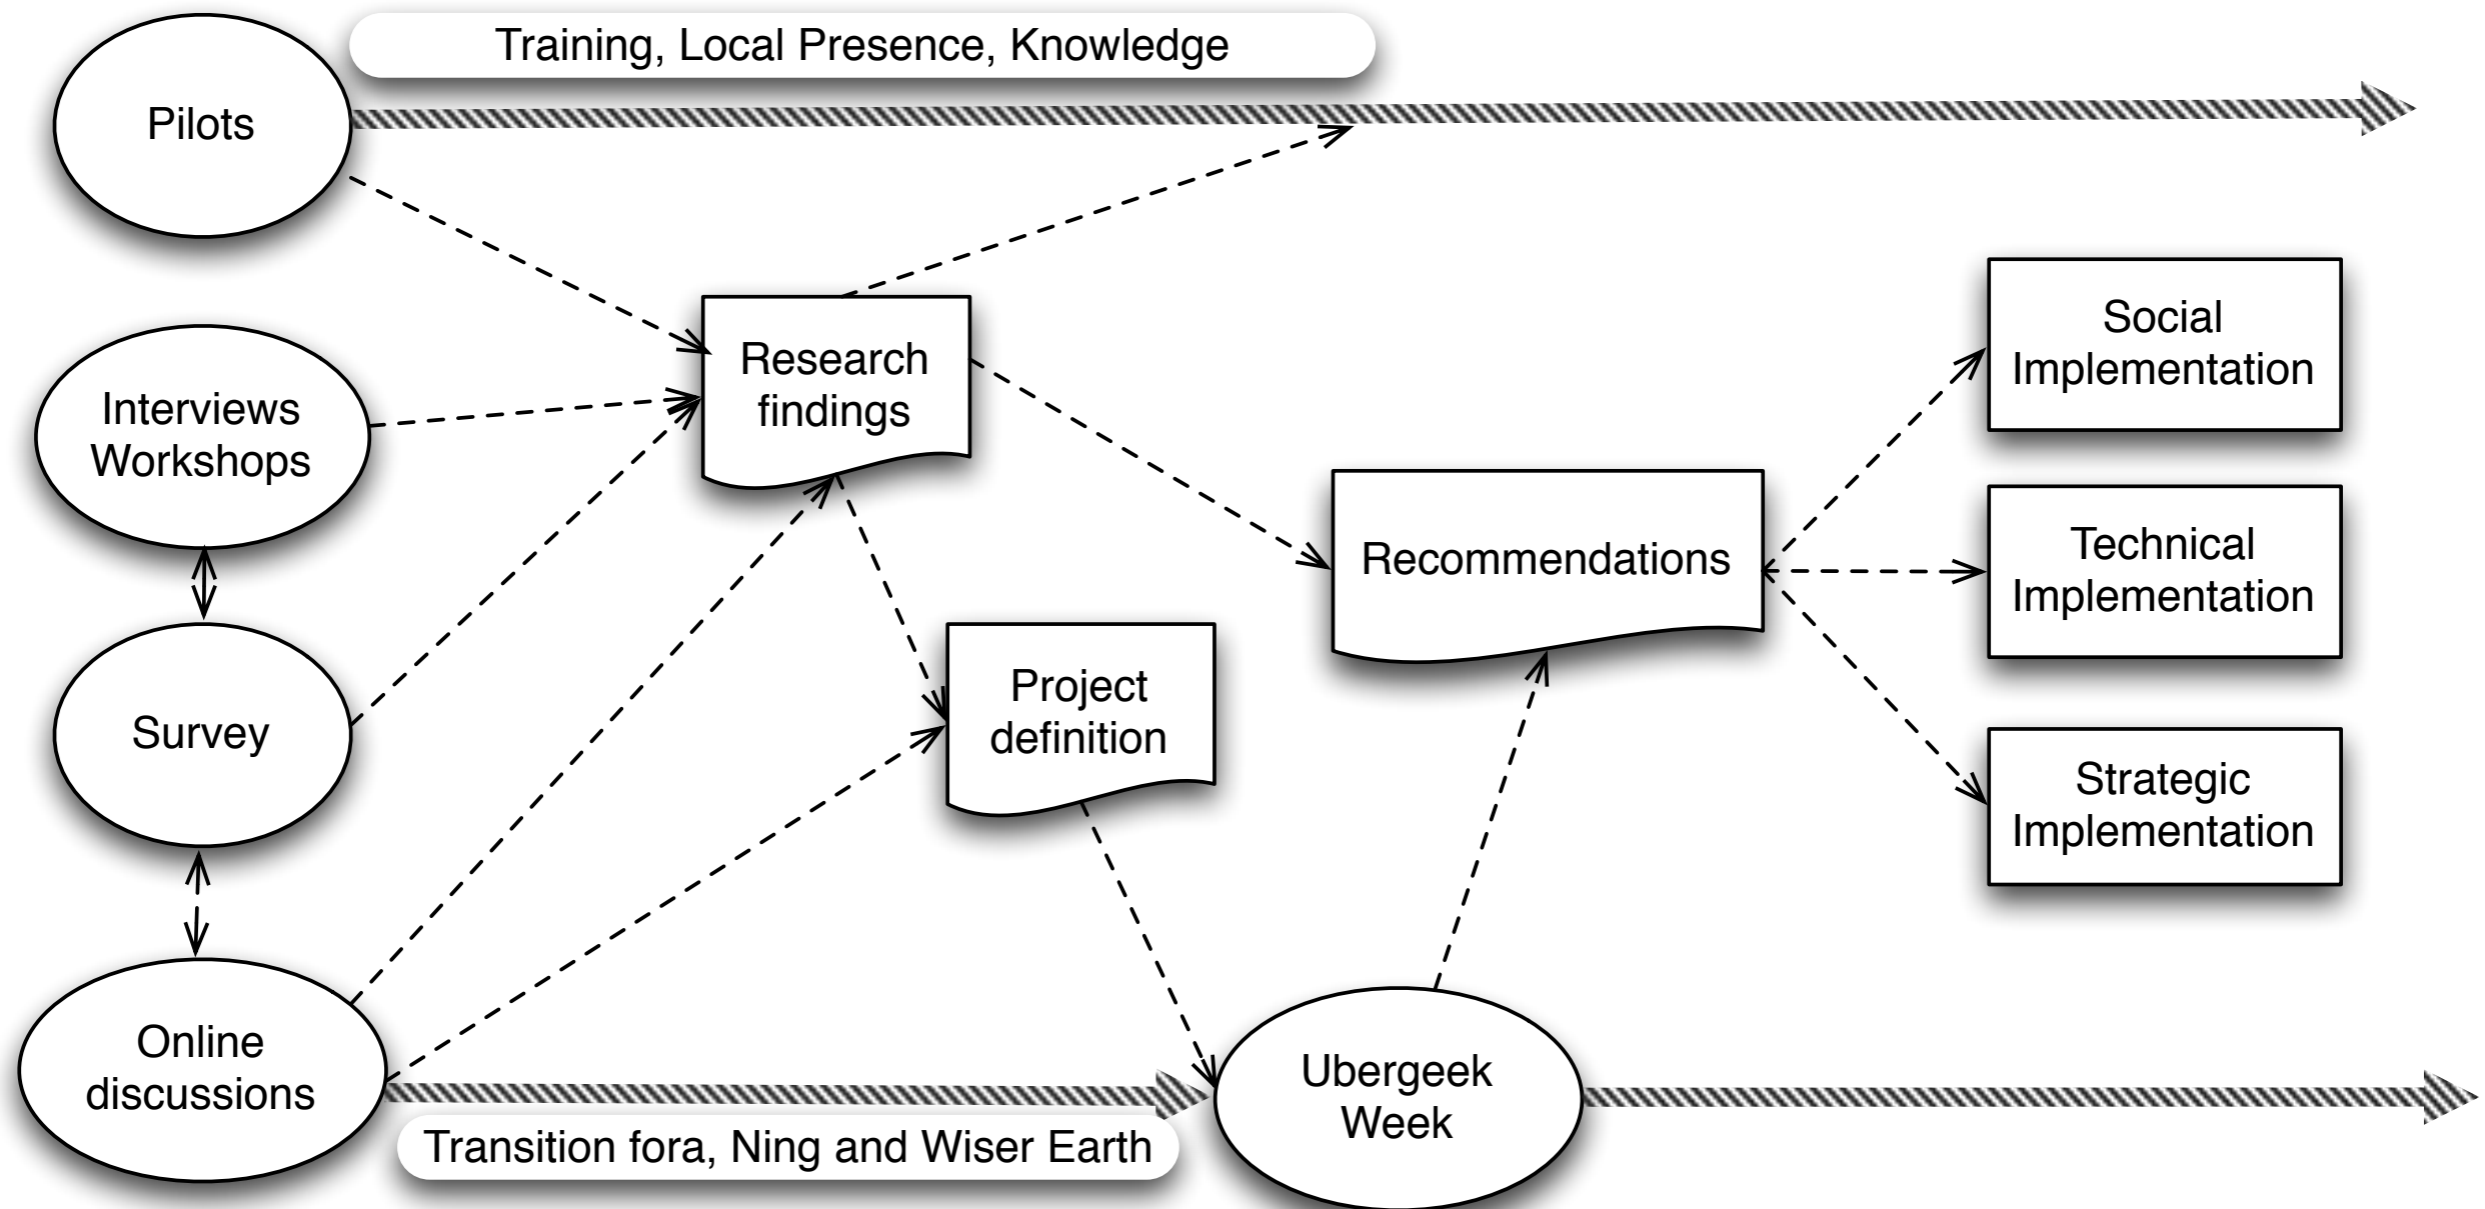 Training, Local Presence, Knowledge
Pilots
Interviews
Workshops
Survey
Online
discussions
Research
findings
Project
definition
Recommendations
Social
Implementation
Technical
Implementation
Strategic
Implementation
Ubergeek
Week
Transition fora, Ning and Wiser Earth